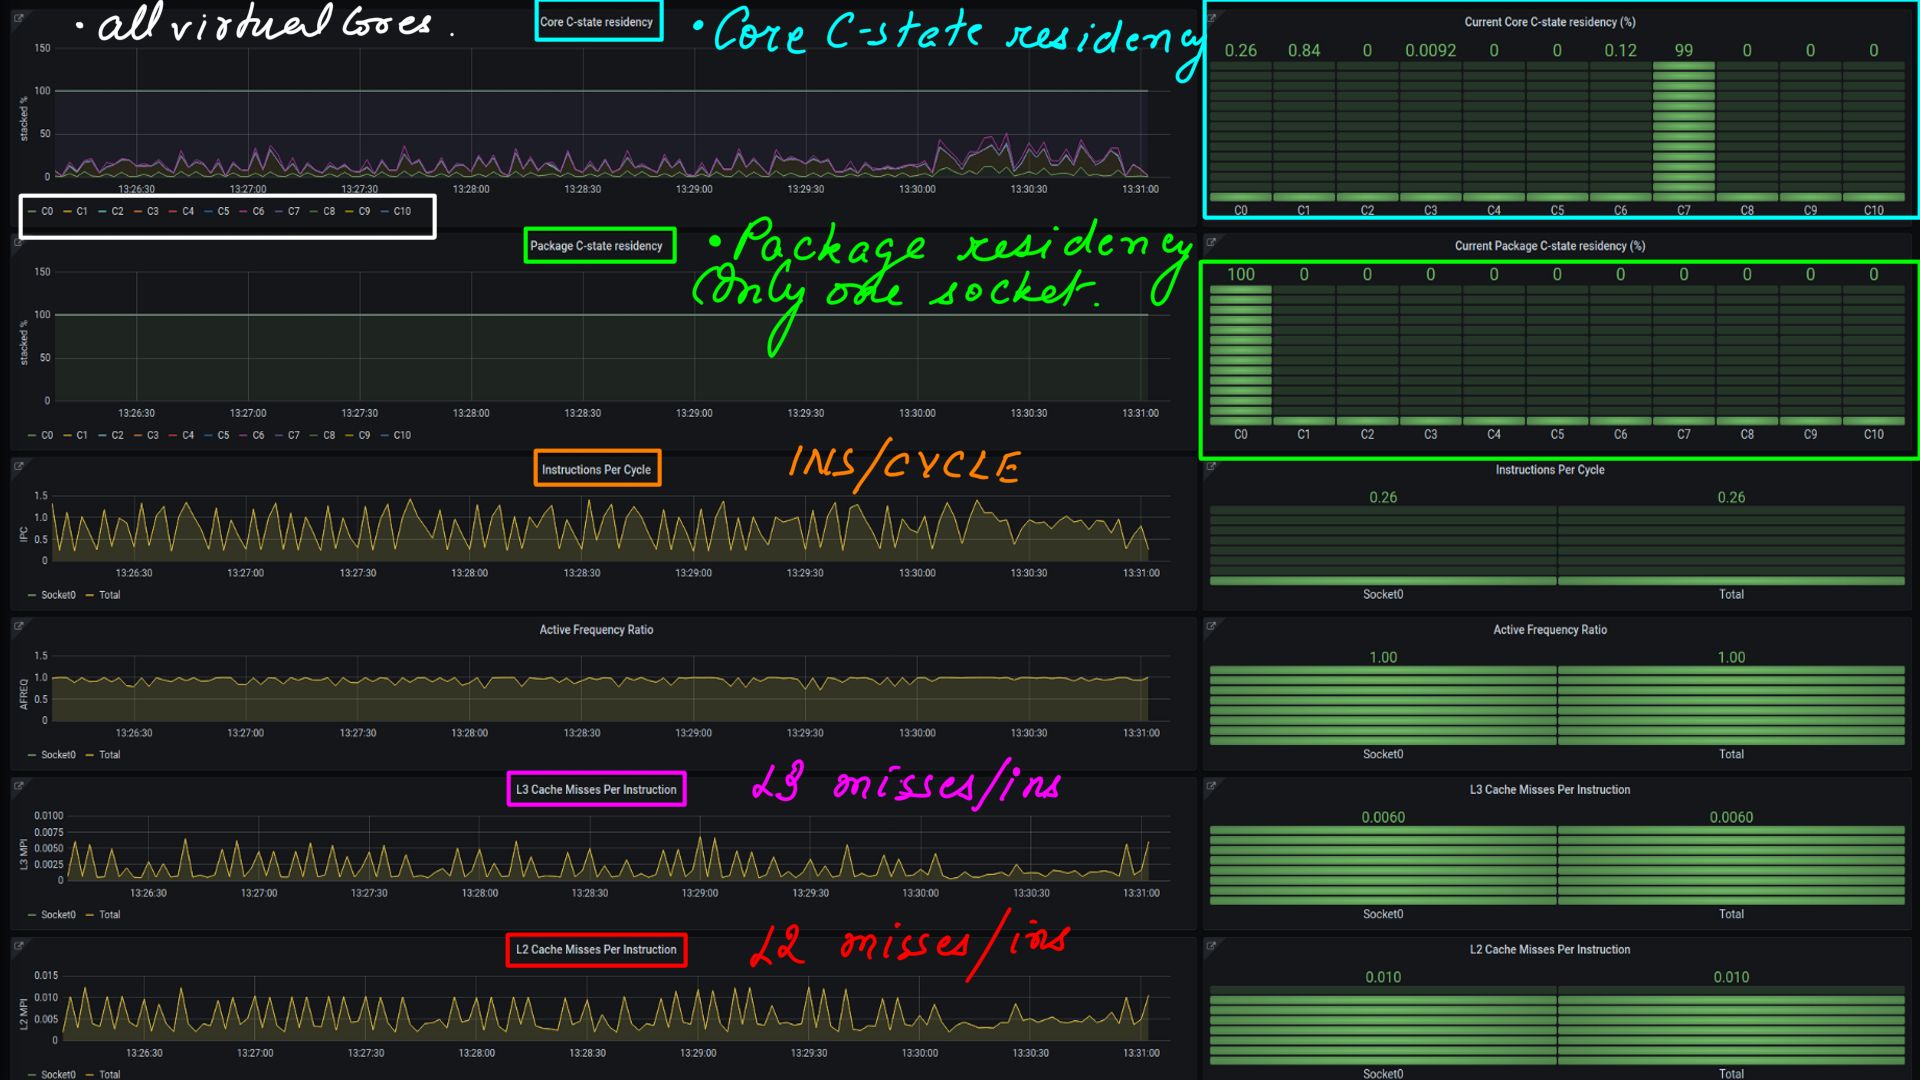 • all virtual Cores.
Core C-state residency
• Core C-state residency
stacked %
150
100
50
0
13:26:30 13:27:00 13:27:30 13:28:00 13:28:30 13:29:00 13:29:30 13:30:00 13:30:30 13:31:00
C0 C1 C2 C3 C4 C5 C6 C7 C8 C9 C10
Current Core C-state residency (%)
0.26 0.84 0 0.0092 0 0 0.12 99 0 0 0
C0 C1 C2 C3 C4 C5 C6 C7 C8 C9 C10
Package C-state residency
• Package residency
Only one socket.
stacked %
150
100
50
0
13:26:30 13:27:00 13:27:30 13:28:00 13:28:30 13:29:00 13:29:30 13:30:00 13:30:30 13:31:00
C0 C1 C2 C3 C4 C5 C6 C7 C8 C9 C10
Current Package C-state residency (%)
100 0 0 0 0 0 0 0 0 0 0
C0 C1 C2 C3 C4 C5 C6 C7 C8 C9 C10
Instructions Per Cycle
INS/CYCLE
IPC
1.5
1.0
0.5
0
13:26:30 13:27:00 13:27:30 13:28:00 13:28:30 13:29:00 13:29:30 13:30:00 13:30:30 13:31:00
Socket0 Total
Instructions Per Cycle
0.26 0.26
Socket0 Total
Active Frequency Ratio
AFREQ
1.5
1.0
0.5
0
13:26:30 13:27:00 13:27:30 13:28:00 13:28:30 13:29:00 13:29:30 13:30:00 13:30:30 13:31:00
Socket0 Total
Active Frequency Ratio
1.00 1.00
Socket0 Total
L3 Cache Misses Per Instruction
L3 misses/ins
L3 MPI
0.0100
0.0075
0.0050
0.0025
0
13:26:30 13:27:00 13:27:30 13:28:00 13:28:30 13:29:00 13:29:30 13:30:00 13:30:30 13:31:00
Socket0 Total
L3 Cache Misses Per Instruction
0.0060 0.0060
Socket0 Total
L2 Cache Misses Per Instruction
L2 misses/ins
L2 MPI
0.015
0.010
0.005
0
13:26:30 13:27:00 13:27:30 13:28:00 13:28:30 13:29:00 13:29:30 13:30:00 13:30:30 13:31:00
Socket0 Total
L2 Cache Misses Per Instruction
0.010 0.010
Socket0 Total